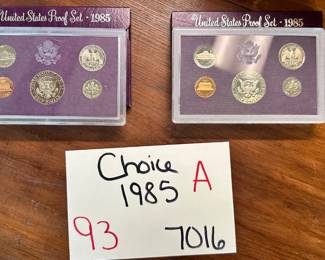 United States Proof Set · 1985
United States Proof Set · 1985
Choice A
1985
93 7016